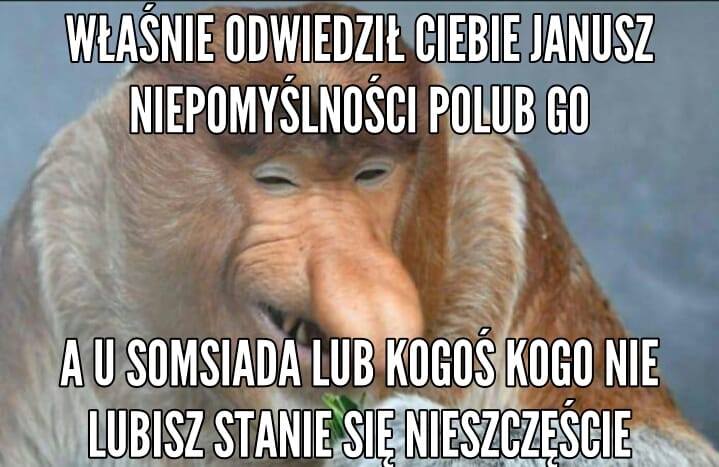 WŁAŚNIE ODWIEDZIŁ CIEBIE JANUSZ
NIEPOMYŚLNOŚCI POLUB GO
A U SOMSIADA LUB KOGOŚ KOGO NIE
LUBISZ STANIE SIĘ NIESZCZĘŚCIE